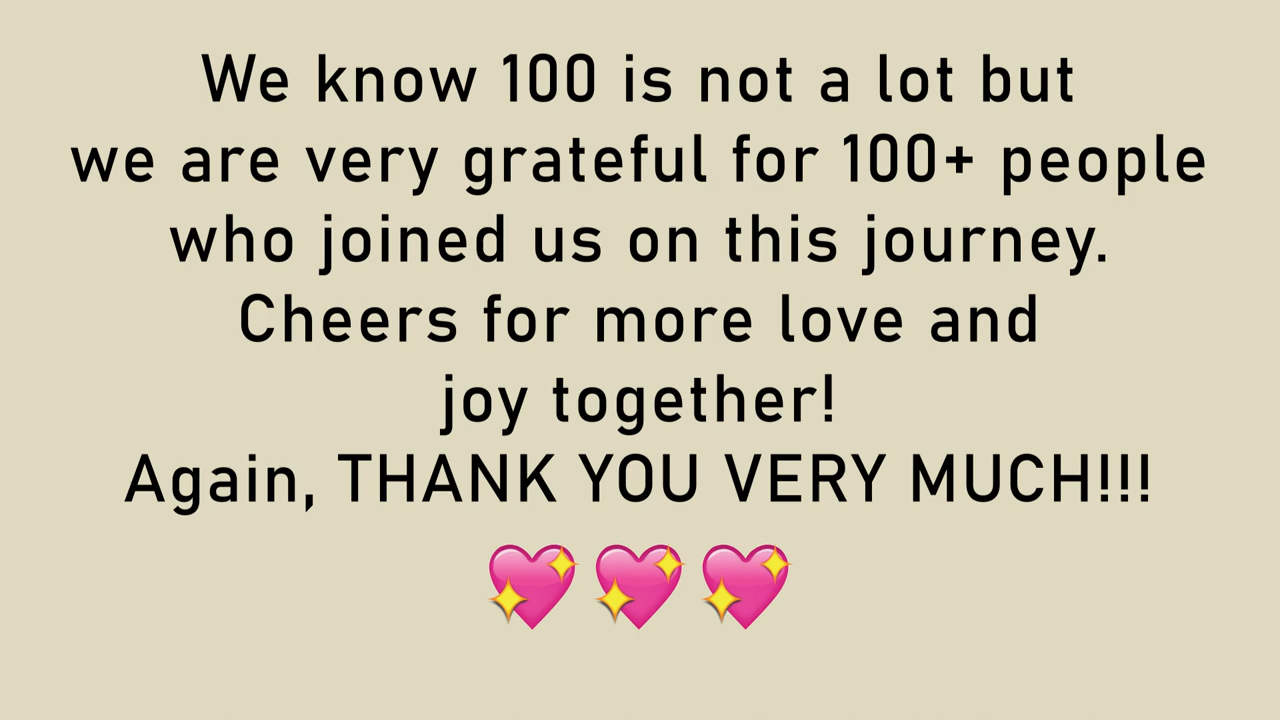 We know 100 is not a lot but
we are very grateful for 100+ people
who joined us on this journey.
Cheers for more love and
joy together!
Again, THANK YOU VERY MUCH!!!
💖💖💖